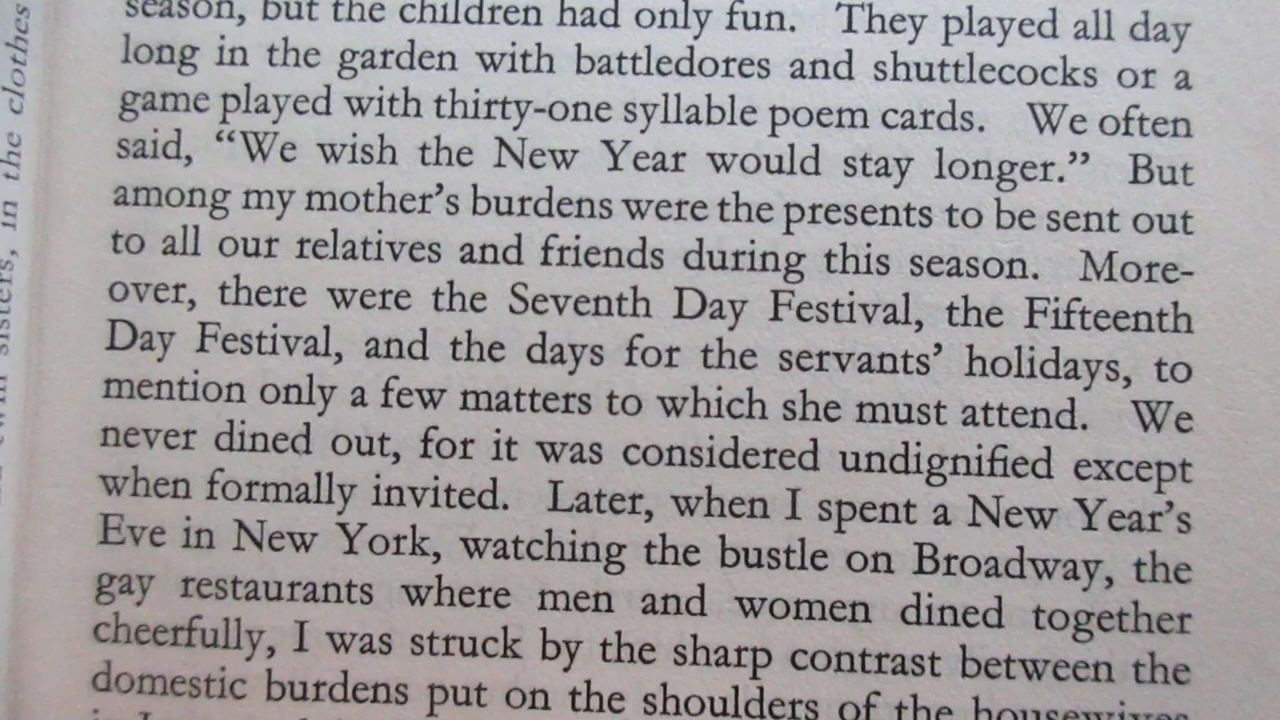 in the clothes
sisters,
season, but the children had only fun. They played all day
long in the garden with battledores and shuttlecocks or a
game played with thirty-one syllable poem cards. We often
said, “We wish the New Year would stay longer.” But
among my mother’s burdens were the presents to be sent out
to all our relatives and friends during this season. More-
over, there were the Seventh Day Festival, the Fifteenth
Day Festival, and the days for the servants’ holidays, to
mention only a few matters to which she must attend. We
never dined out, for it was considered undignified except
when formally invited. Later, when I spent a New Year’s
Eve in New York, watching the bustle on Broadway, the
gay restaurants where men and women dined together
cheerfully, I was struck by the sharp contrast between the
domestic burdens put on the shoulders of the housewives